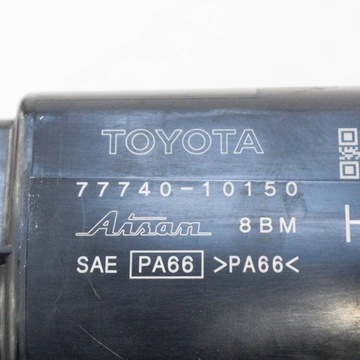 TOYOTA
77740-10150
Aisan 8BM
H
SAE PA66 >PA66<